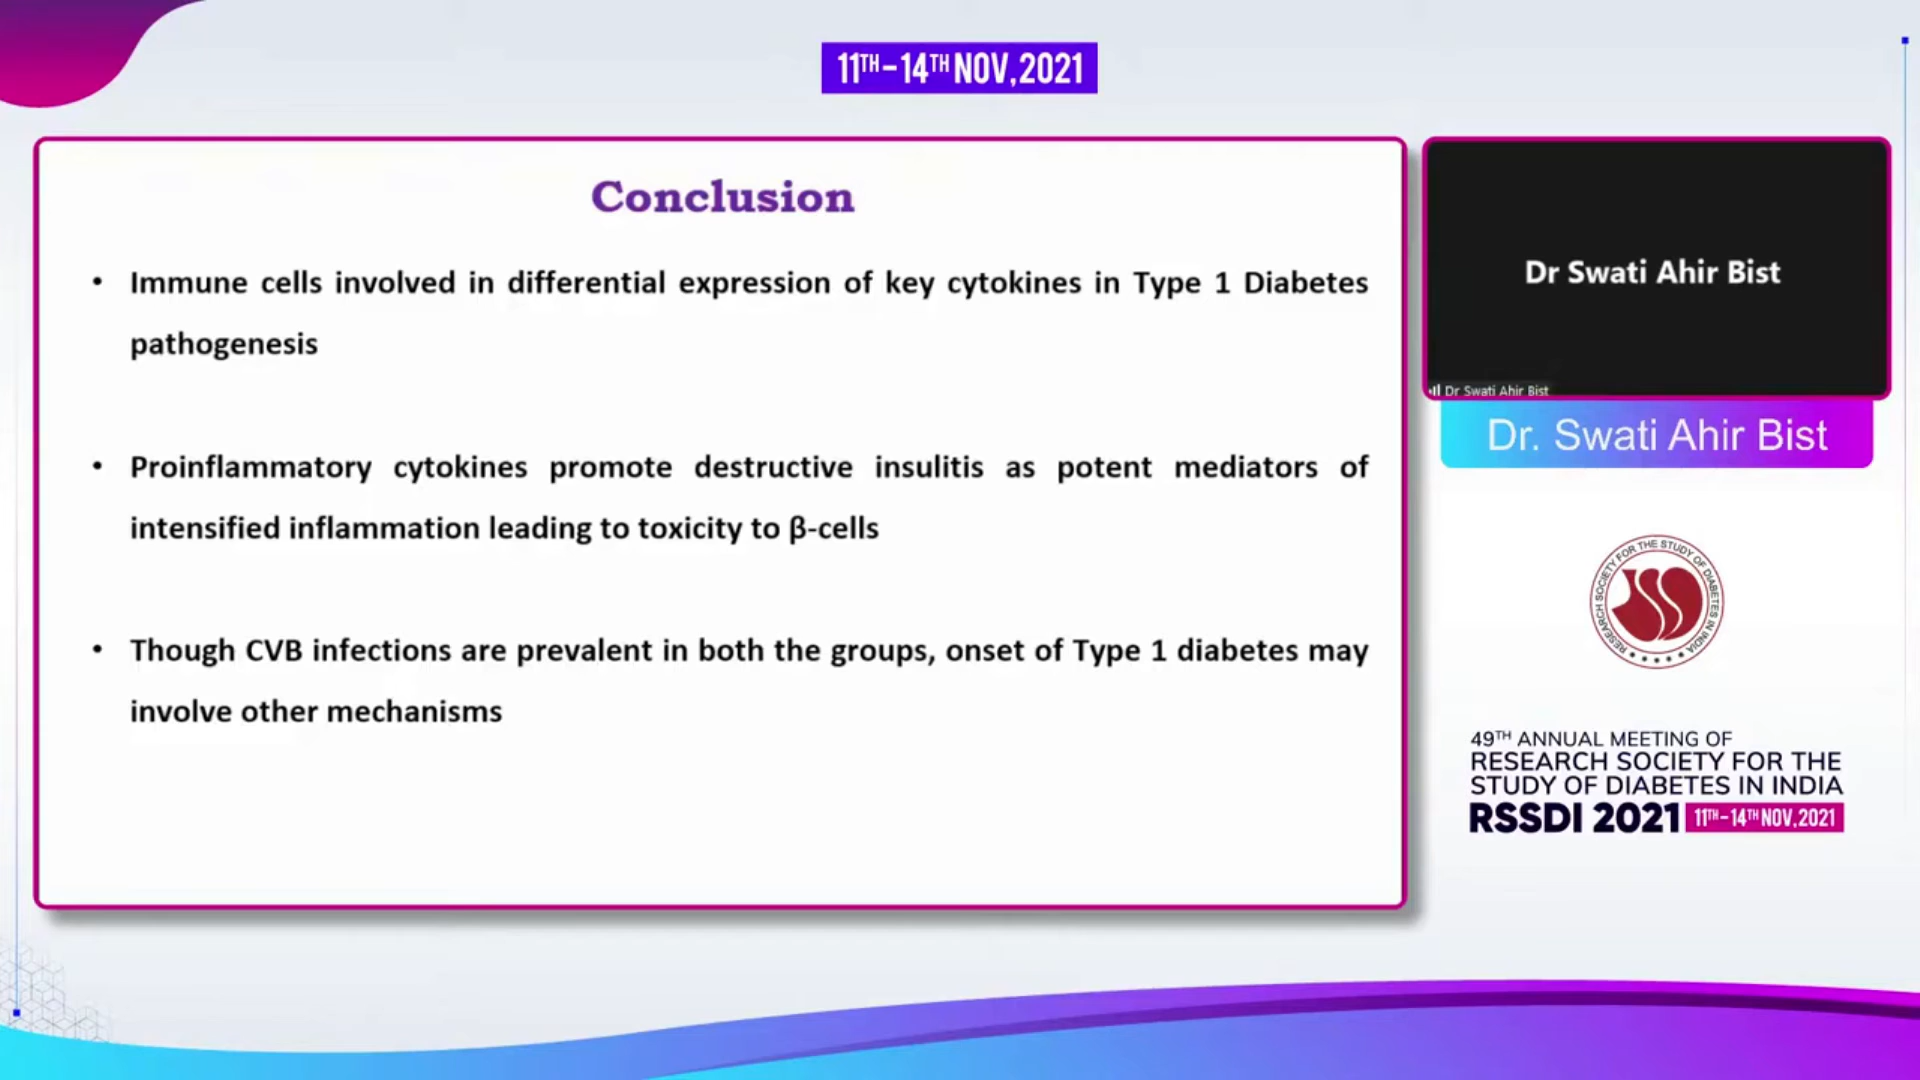 11TH-14TH NOV, 2021
Conclusion
• Immune cells involved in differential expression of key cytokines in Type 1 Diabetes
pathogenesis
• Proinflammatory cytokines promote destructive insulitis as potent mediators of
intensified inflammation leading to toxicity to β-cells
• Though CVB infections are prevalent in both the groups, onset of Type 1 diabetes may
involve other mechanisms
Dr Swati Ahir Bist
Dr Swati Ahir Bist
Dr. Swati Ahir Bist
RESEARCH SOCIETY FOR THE STUDY OF DIABETES IN INDIA
49TH ANNUAL MEETING OF
RESEARCH SOCIETY FOR THE
STUDY OF DIABETES IN INDIA
RSSDI 2021 11TH-14TH NOV, 2021